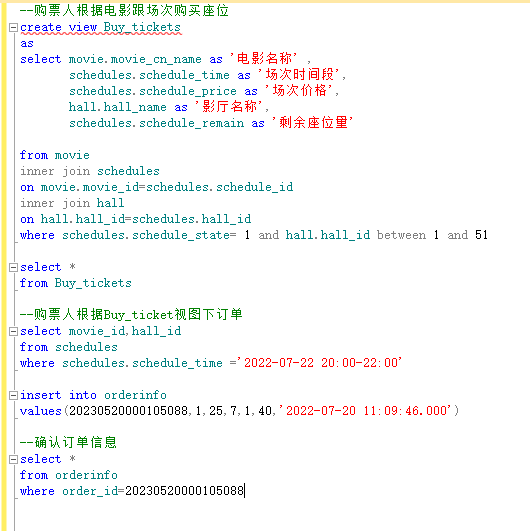 --购票人根据电影跟场次购买座位
create view Buy_tickets
as
select movie.movie_cn_name as '电影名称' ,
schedules.schedule_time as '场次时间段',
schedules.schedule_price as '场次价格',
hall.hall_name as '影厅名称',
schedules.schedule_remain as '剩余座位量'
from movie
inner join schedules
on movie.movie_id=schedules.schedule_id
inner join hall
on hall.hall_id=schedules.hall_id
where schedules.schedule_state= 1 and hall.hall_id between 1 and 51
select *
from Buy_tickets
--购票人根据Buy_ticket视图下订单
select movie_id,hall_id
from schedules
where schedules.schedule_time ='2022-07-22 20:00-22:00'
insert into orderinfo
values(20230520000105088,1,25,7,1,40,'2022-07-20 11:09:46.000')
--确认订单信息
select *
from orderinfo
where order_id=20230520000105088